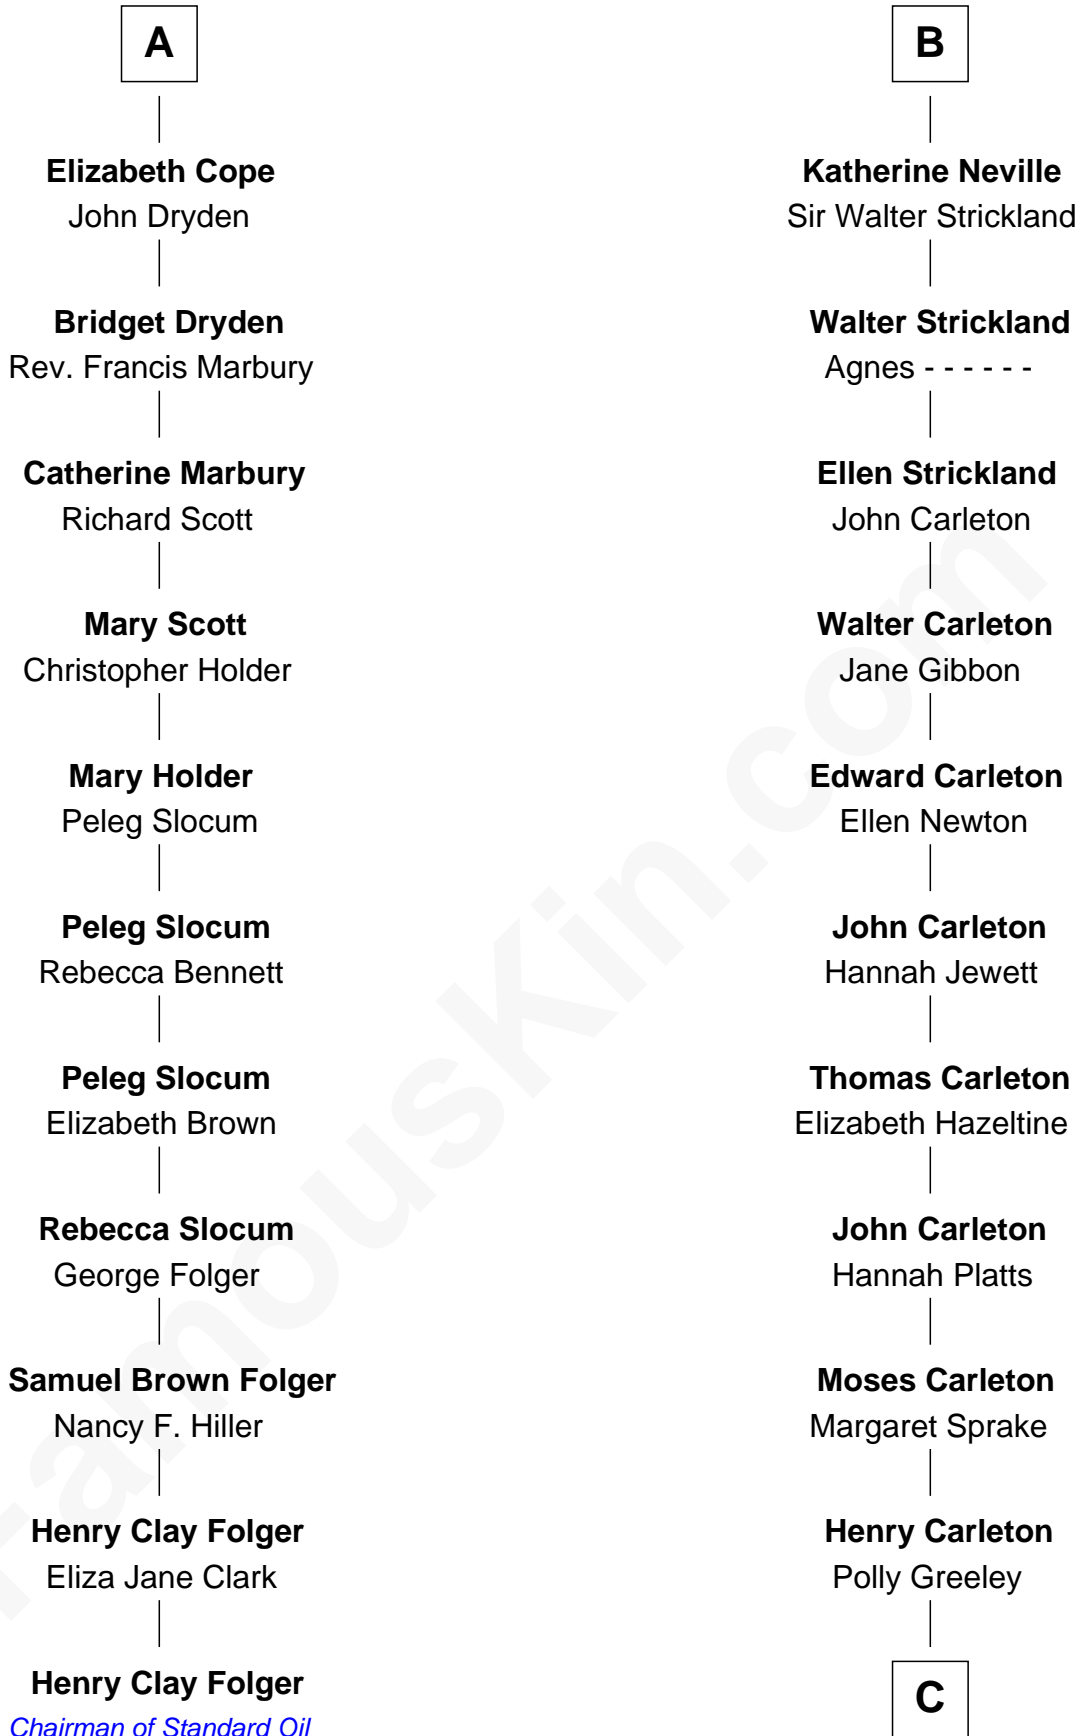 A
Elizabeth Cope
John Dryden
Bridget Dryden
Rev. Francis Marbury
Catherine Marbury
Richard Scott
Mary Scott
Christopher Holder
Mary Holder
Peleg Slocum
Peleg Slocum
Rebecca Bennett
Peleg Slocum
Elizabeth Brown
Rebecca Slocum
George Folger
Samuel Brown Folger
Nancy F. Hiller
Henry Clay Folger
Eliza Jane Clark
Henry Clay Folger
Chairman of Standard Oil
B
Katherine Neville
Sir Walter Strickland
Walter Strickland
Agnes - - - - - -
Ellen Strickland
John Carleton
Walter Carleton
Jane Gibbon
Edward Carleton
Ellen Newton
John Carleton
Hannah Jewett
Thomas Carleton
Elizabeth Hazeltine
John Carleton
Hannah Platts
Moses Carleton
Margaret Sprake
Henry Carleton
Polly Greeley
C
FamousKin.com